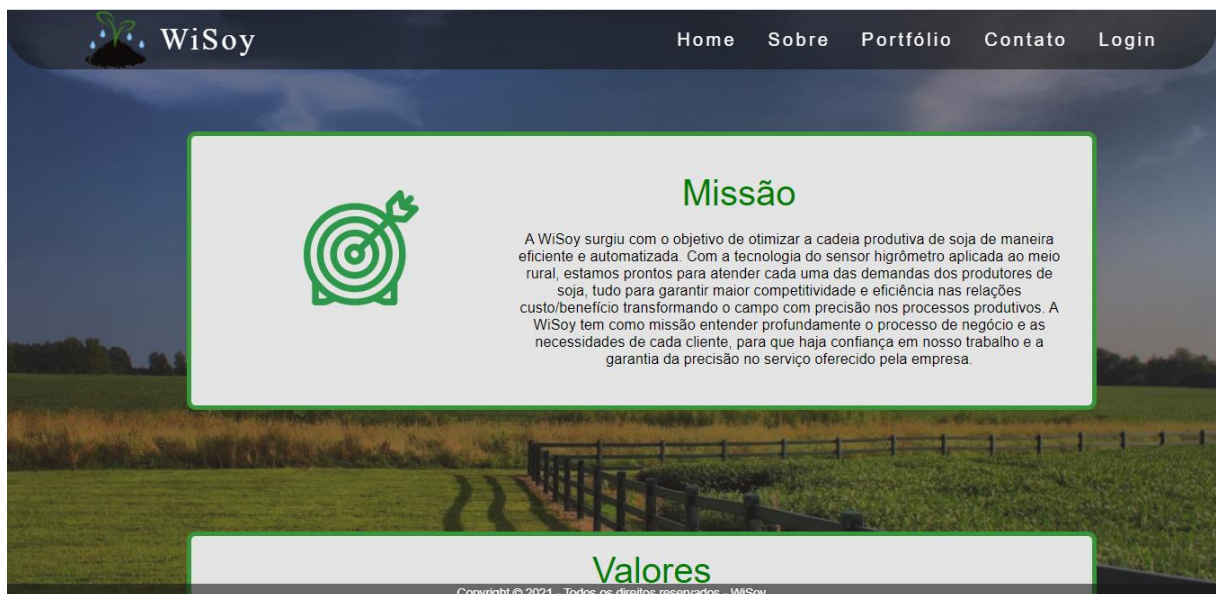 WiSoy
Home Sobre Portfólio Contato Login
Missão
A WiSoy surgiu com o objetivo de otimizar a cadeia produtiva de soja de maneira
eficiente e automatizada. Com a tecnologia do sensor higrômetro aplicada ao meio
rural, estamos prontos para atender cada uma das demandas dos produtores de
soja, tudo para garantir maior competitividade e eficiência nas relações
custo/benefício transformando o campo com precisão nos processos produtivos. A
WiSoy tem como missão entender profundamente o processo de negócio e as
necessidades de cada cliente, para que haja confiança em nosso trabalho e a
garantia da precisão no serviço oferecido pela empresa.
Valores
Copyright © 2021 - Todos os direitos reservados - WiSoy